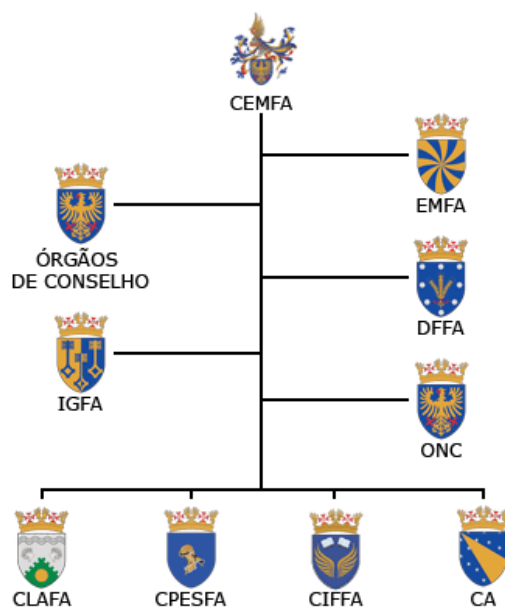 CEMFA
EMFA
ÓRGÃOS
DE CONSELHO
DFFA
IGFA
ONC
CLAFA
CPESFA
CIFFA
CA